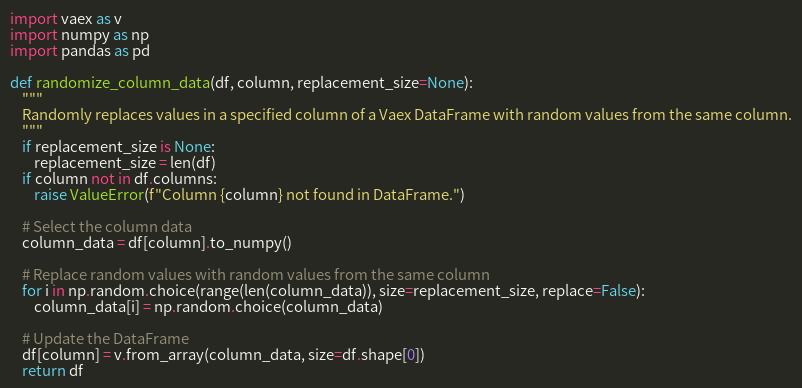 import vaex as v
import numpy as np
import pandas as pd

def randomize_column_data(df, column, replacement_size=None):
    """
    Randomly replaces values in a specified column of a Vaex DataFrame with random values from the same column.
    """
    if replacement_size is None:
        replacement_size = len(df)
    if column not in df.columns:
        raise ValueError(f"Column {column} not found in DataFrame.")

    # Select the column data
    column_data = df[column].to_numpy()

    # Replace random values with random values from the same column
    for i in np.random.choice(range(len(column_data)), size=replacement_size, replace=False):
        column_data[i] = np.random.choice(column_data)

    # Update the DataFrame
    df[column] = v.from_array(column_data, size=df.shape[0])
    return df